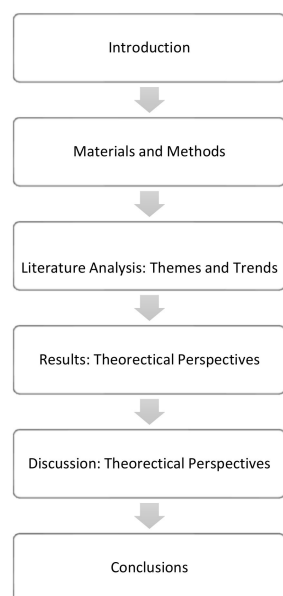 Introduction
Materials and Methods
Literature Analysis: Themes and Trends
Results: Theorectical Perspectives
Discussion: Theorectical Perspectives
Conclusions